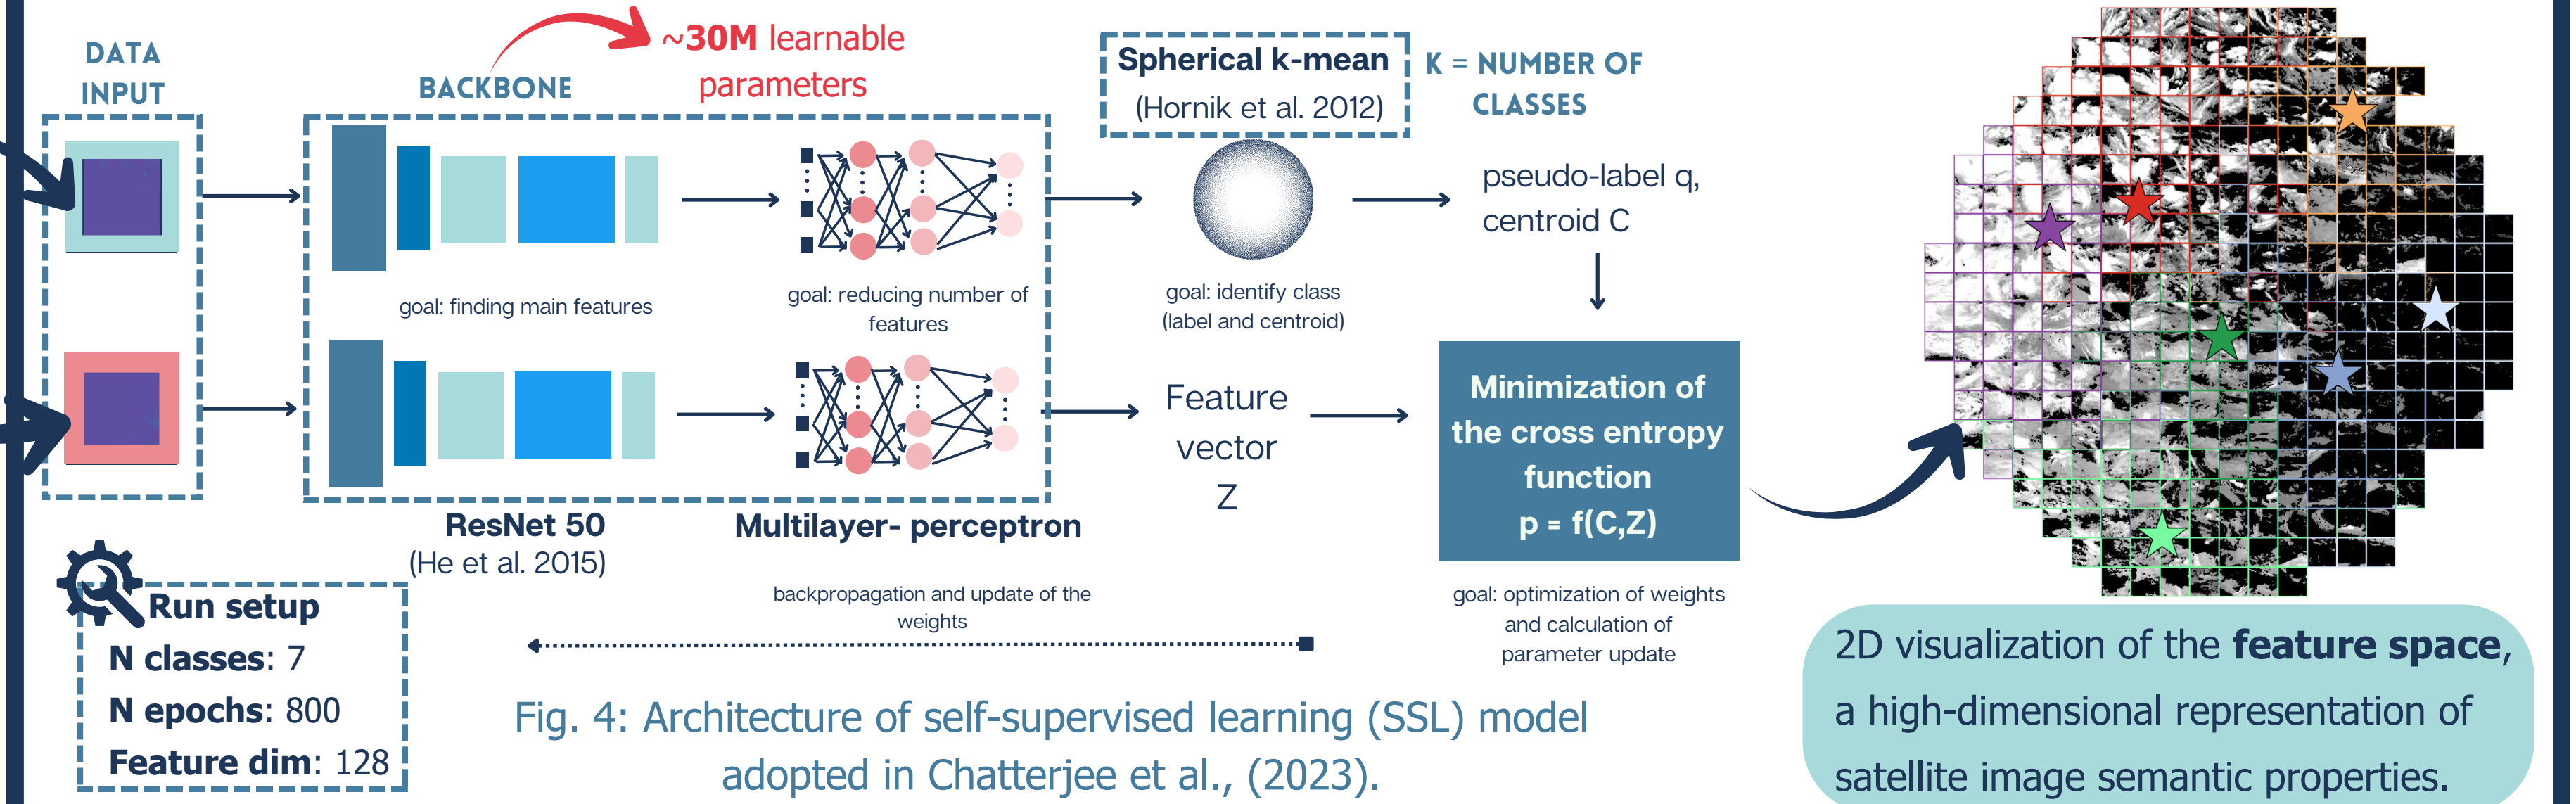 DATA
INPUT
BACKBONE
~30M learnable
parameters
Spherical k-mean
(Hornik et al. 2012)
K = NUMBER OF
CLASSES
pseudo-label q,
centroid C
goal: finding main features
goal: reducing number of
features
goal: identify class
(label and centroid)
Feature
vector
Z
Minimization of
the cross entropy
function
p = f(C,Z)
ResNet 50
(He et al. 2015)
Multilayer- perceptron
backpropagation and update of the
weights
goal: optimization of weights
and calculation of
parameter update
Run setup
N classes: 7
N epochs: 800
Feature dim: 128
Fig. 4: Architecture of self-supervised learning (SSL) model
adopted in Chatterjee et al., (2023).
2D visualization of the feature space,
a high-dimensional representation of
satellite image semantic properties.